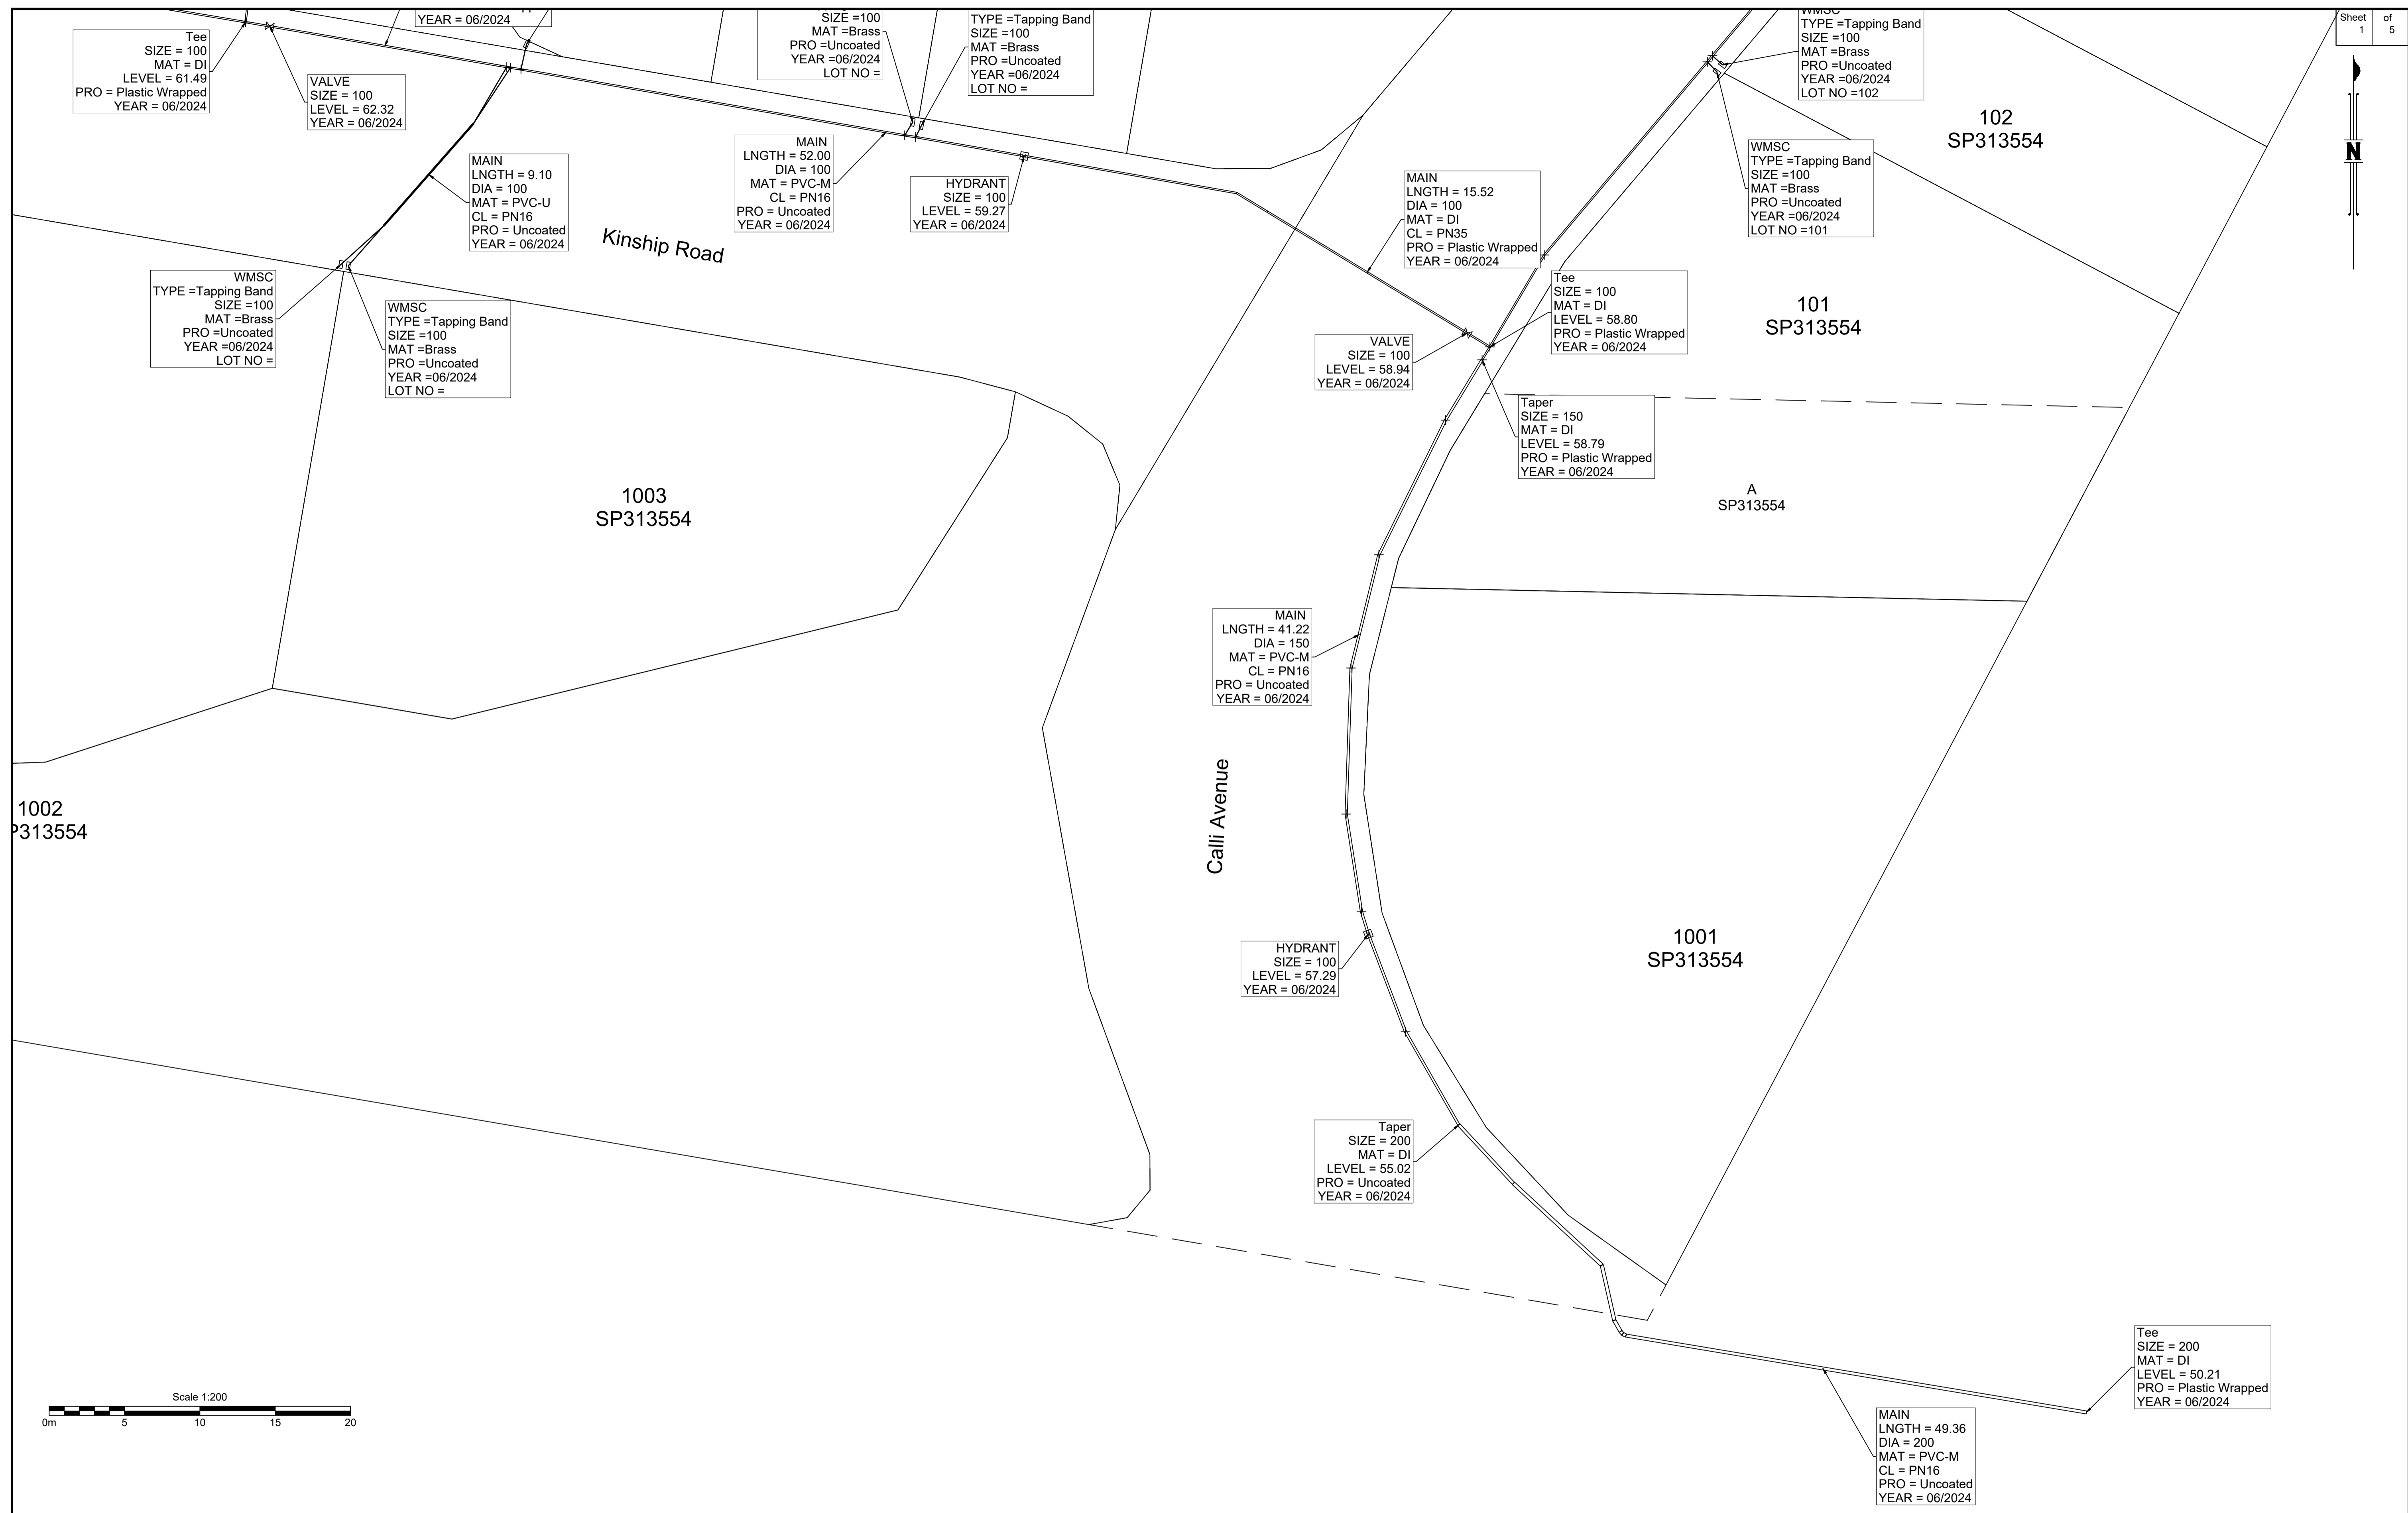 YEAR = 06/2024
Tee
SIZE = 100
MAT = DI
LEVEL = 61.49
PRO = Plastic Wrapped
YEAR = 06/2024
VALVE
SIZE = 100
LEVEL = 62.32
YEAR = 06/2024
SIZE =100
MAT =Brass
PRO =Uncoated
YEAR =06/2024
LOT NO =
TYPE =Tapping Band
SIZE =100
MAT =Brass
PRO =Uncoated
YEAR =06/2024
LOT NO =
WMSC
TYPE =Tapping Band
SIZE =100
MAT =Brass
PRO =Uncoated
YEAR =06/2024
LOT NO =102
Sheet of
1 5
N
102
SP313554
MAIN
LNGTH = 9.10
DIA = 100
MAT = PVC-U
CL = PN16
PRO = Uncoated
YEAR = 06/2024
Kinship Road
MAIN
LNGTH = 52.00
DIA = 100
MAT = PVC-M
CL = PN16
PRO = Uncoated
YEAR = 06/2024
HYDRANT
SIZE = 100
LEVEL = 59.27
YEAR = 06/2024
MAIN
LNGTH = 15.52
DIA = 100
MAT = DI
CL = PN35
PRO = Plastic Wrapped
YEAR = 06/2024
WMSC
TYPE =Tapping Band
SIZE =100
MAT =Brass
PRO =Uncoated
YEAR =06/2024
LOT NO =101
WMSC
TYPE =Tapping Band
SIZE =100
MAT =Brass
PRO =Uncoated
YEAR =06/2024
LOT NO =
WMSC
TYPE =Tapping Band
SIZE =100
MAT =Brass
PRO =Uncoated
YEAR =06/2024
LOT NO =
VALVE
SIZE = 100
LEVEL = 58.94
YEAR = 06/2024
Tee
SIZE = 100
MAT = DI
LEVEL = 58.80
PRO = Plastic Wrapped
YEAR = 06/2024
101
SP313554
Taper
SIZE = 150
MAT = DI
LEVEL = 58.79
PRO = Plastic Wrapped
YEAR = 06/2024
A
SP313554
1003
SP313554
MAIN
LNGTH = 41.22
DIA = 150
MAT = PVC-M
CL = PN16
PRO = Uncoated
YEAR = 06/2024
1002
P313554
Calli Avenue
HYDRANT
SIZE = 100
LEVEL = 57.29
YEAR = 06/2024
1001
SP313554
Taper
SIZE = 200
MAT = DI
LEVEL = 55.02
PRO = Uncoated
YEAR = 06/2024
Tee
SIZE = 200
MAT = DI
LEVEL = 50.21
PRO = Plastic Wrapped
YEAR = 06/2024
MAIN
LNGTH = 49.36
DIA = 200
MAT = PVC-M
CL = PN16
PRO = Uncoated
YEAR = 06/2024
Scale 1:200
0m 5 10 15 20